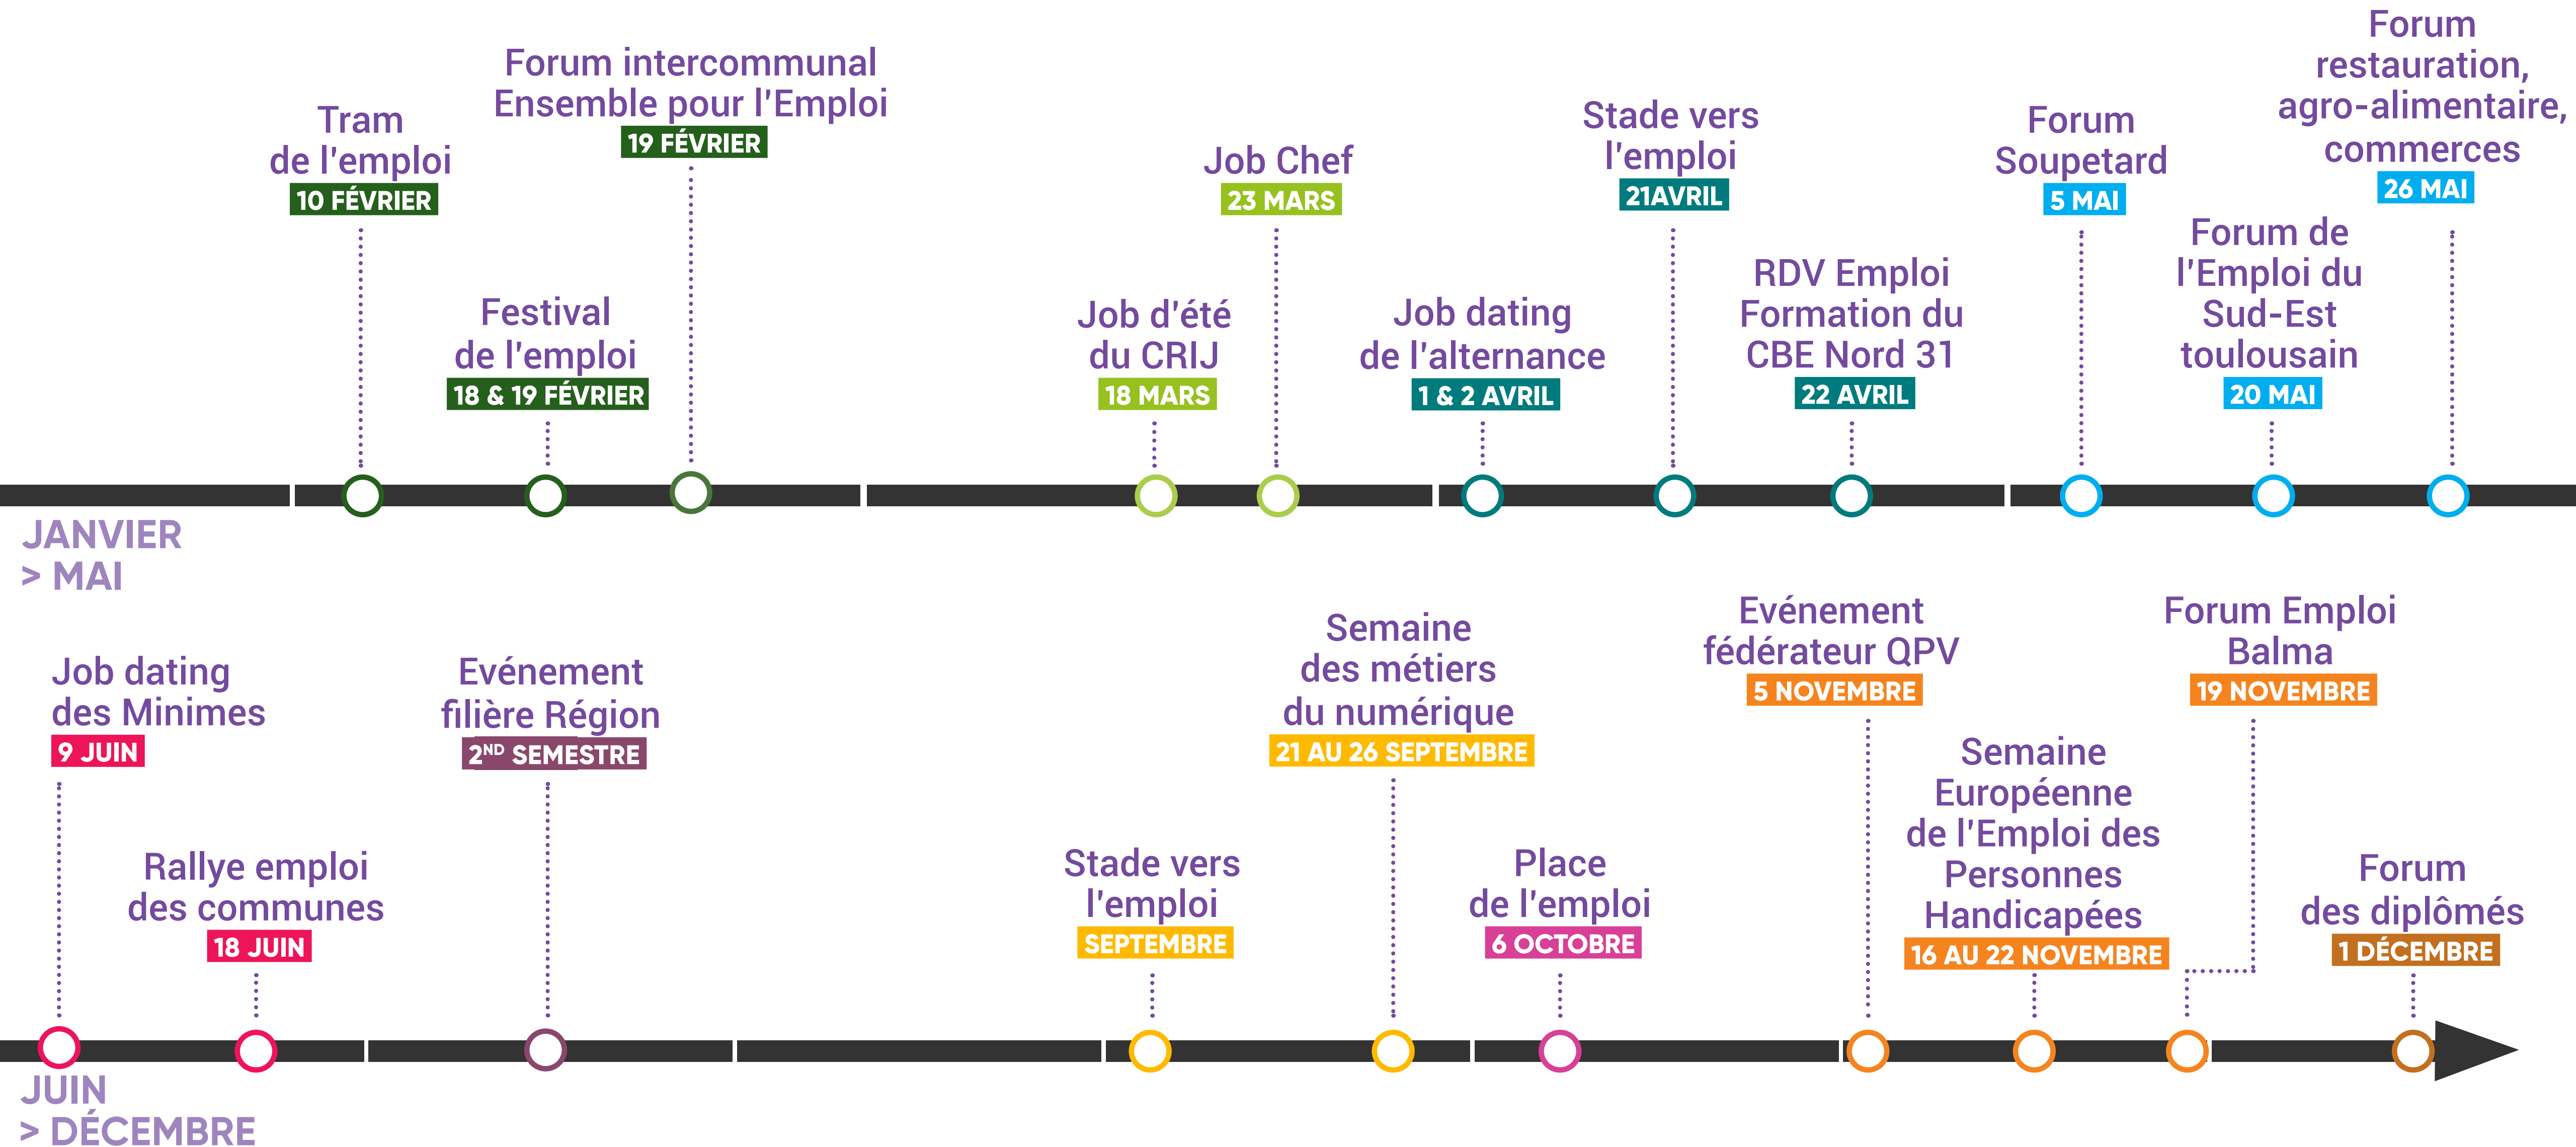 Tram
de l'emploi
10 FÉVRIER
Festival
de l'emploi
18 & 19 FÉVRIER
Forum intercommunal
Ensemble pour l'Emploi
19 FÉVRIER
Job d'été
du CRIJ
18 MARS
Job Chef
23 MARS
Job dating
de l'alternance
1 & 2 AVRIL
Stade vers
l'emploi
21AVRIL
RDV Emploi
Formation du
CBE Nord 31
22 AVRIL
Forum
Soupetard
5 MAI
Forum de
l'Emploi du
Sud-Est
toulousain
20 MAI
Forum
restauration,
agro-alimentaire,
commerces
26 MAI
JANVIER
> MAI
Job dating
des Minimes
9 JUIN
Rallye emploi
des communes
18 JUIN
Evénement
filière Région
2ND SEMESTRE
Stade vers
l'emploi
SEPTEMBRE
Semaine
des métiers
du numérique
21 AU 26 SEPTEMBRE
Place
de l'emploi
6 OCTOBRE
Evénement
fédérateur QPV
5 NOVEMBRE
Semaine
Européenne
de l'Emploi des
Personnes
Handicapées
16 AU 22 NOVEMBRE
Forum Emploi
Balma
19 NOVEMBRE
Forum
des diplômés
1 DÉCEMBRE
JUIN
> DÉCEMBRE